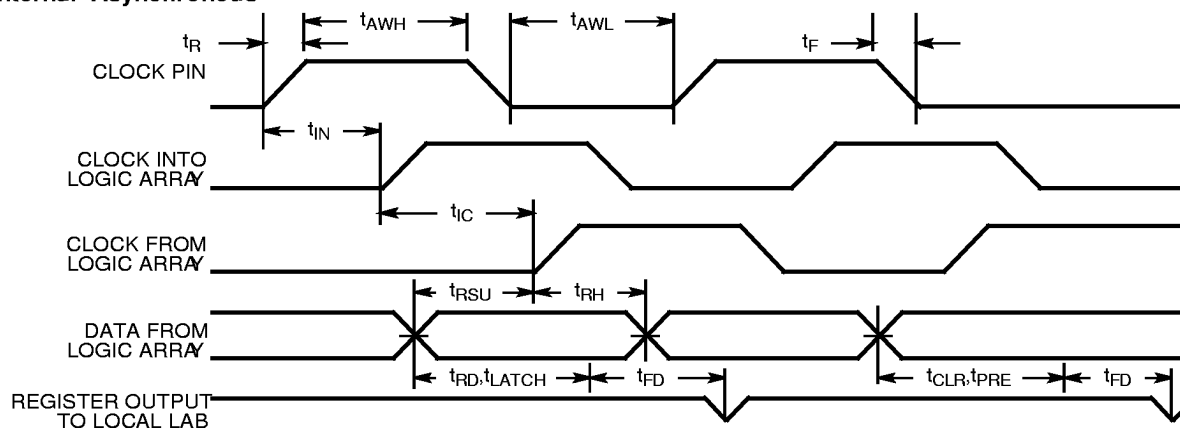 Internal Asynchronous
tAWH
tAWL
tR
tF
CLOCK PIN
tIN
CLOCK INTO
LOGIC ARRAY
tIC
CLOCK FROM
LOGIC ARRAY
tRSU
tRH
DATA FROM
LOGIC ARRAY
tRD,tLATCH
tFD
tCLR,tPRE
tFD
REGISTER OUTPUT
TO LOCAL LAB